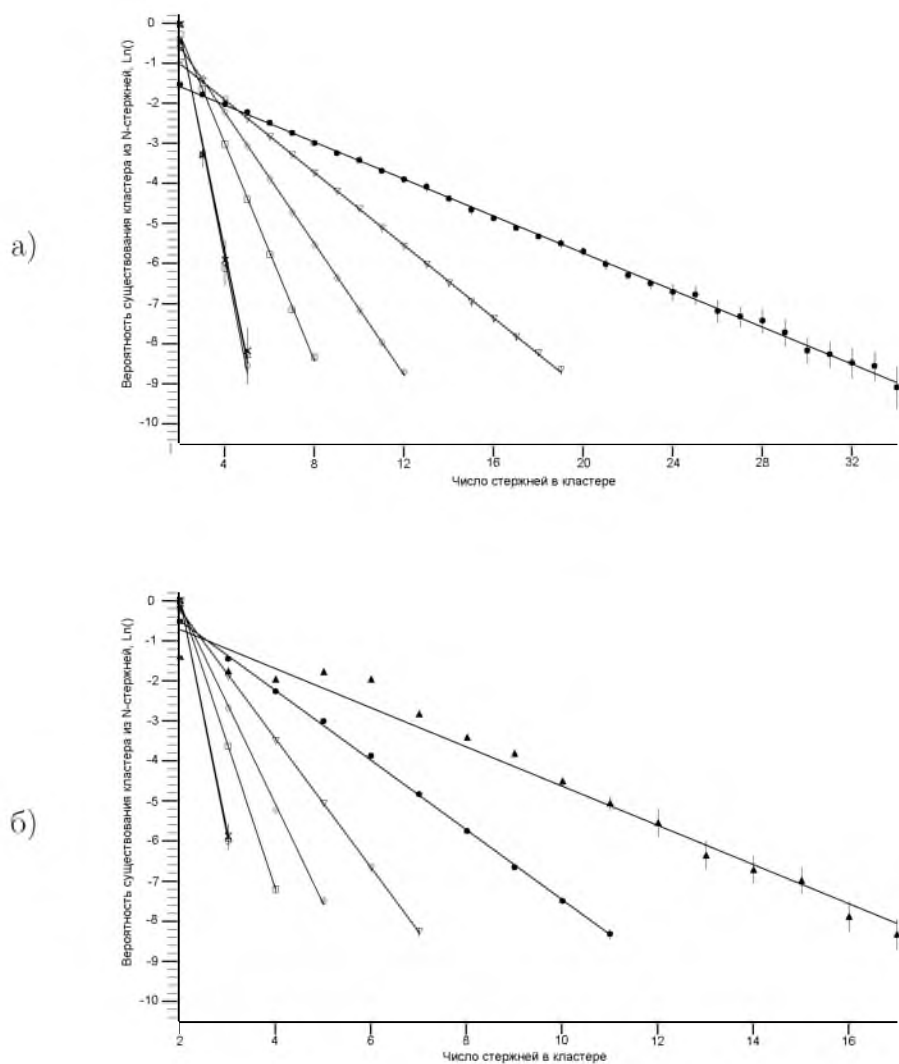 а)
Вероятность существования кластера из N-стержней, Ln()
0
-1
-2
-3
-4
-5
-6
-7
-8
-9
-10
4 8 12 16 20 24 28 32
Число стержней в кластере
б)
Вероятность существования кластера из N-стержней, Ln()
0
-1
-2
-3
-4
-5
-6
-7
-8
-9
-10
2 4 6 8 10 12 14 16
Число стержней в кластере